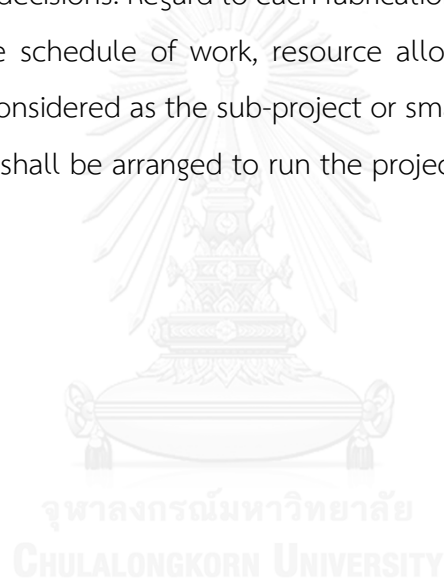 decisions. Regard to each fabrication
e schedule of work, resource allo
onsidered as the sub-project or sm
shall be arranged to run the projec
จุฬาลงกรณ์มหาวิทยาลัย
CHULALONGKORN UNIVERSITY